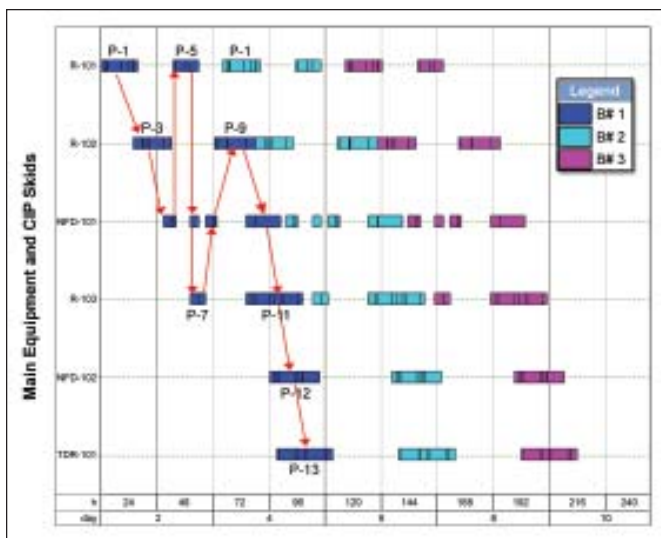 P-1 P-5 P-1
R-101
Legend
B# 1
B# 2
B# 3
P-3 P-9
R-102
NFD-101
R-103
P-7 P-11
NFD-102
P-12
TDR-101
P-13
Main Equipment and CIP Skids
h 24 48 72 96 120 144 168 192 216 240
day 2 4 6 8 10